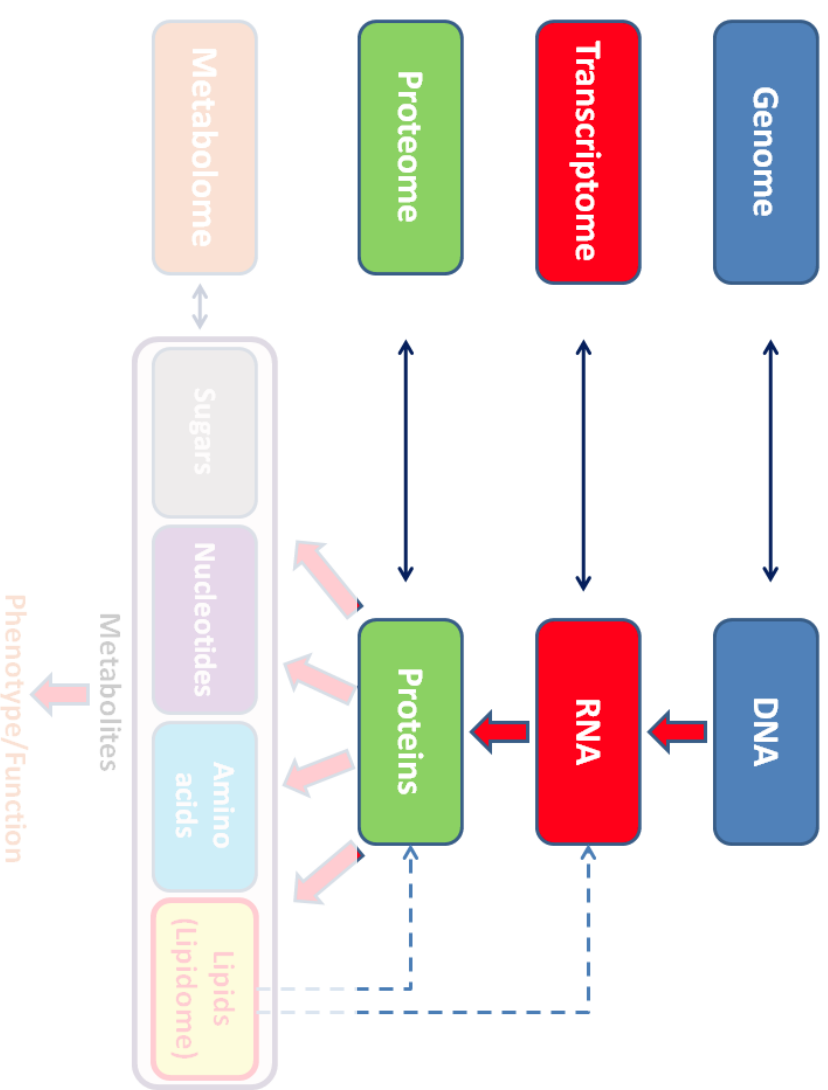 Genome
DNA
Transcriptome
RNA
Proteome
Proteins
Metabolome
Sugars
Nucleotides
Amino
acids
Lipids
(Lipidome)
Metabolites
Phenotype/Function